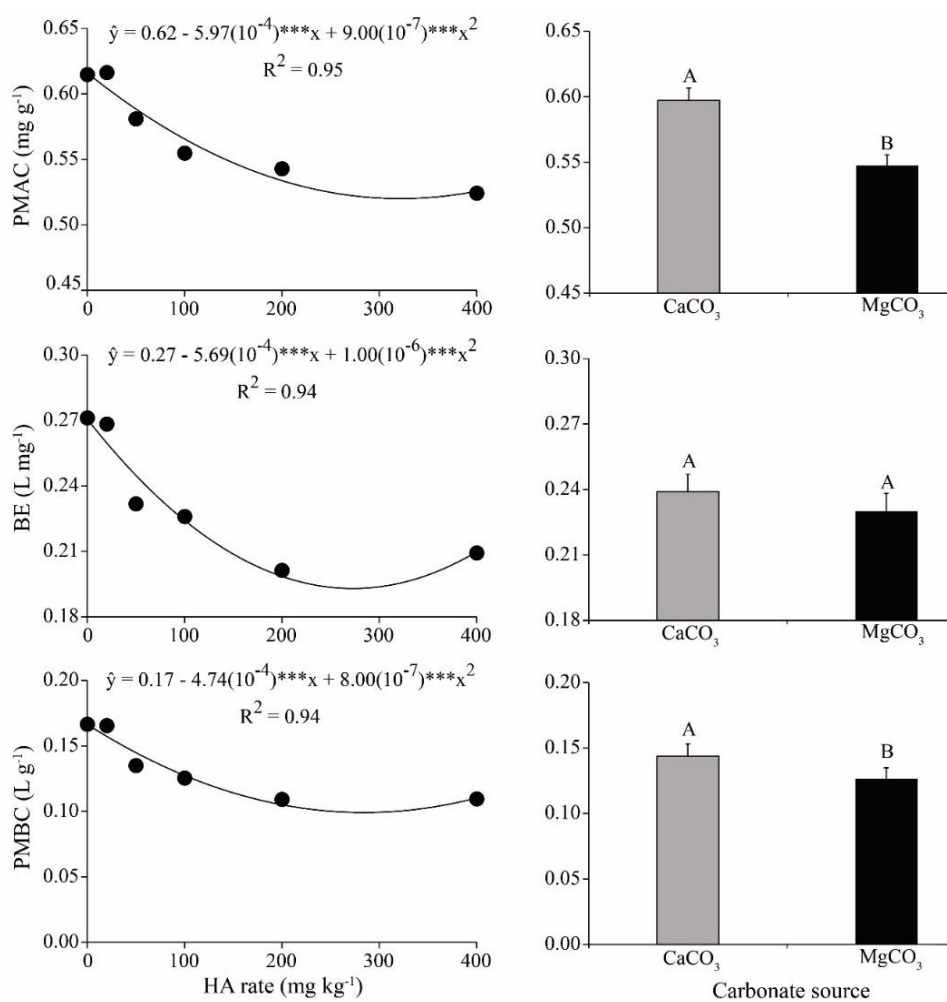 ŷ = 0.62 - 5.97(10⁻⁴)***x + 9.00(10⁻⁷)***x²
R² = 0.95
PMAC (mg g⁻¹)
0.65
0.60
0.55
0.50
0.45
0 100 200 300 400
0.65
0.60
0.55
0.50
0.45
A
B
CaCO₃ MgCO₃
ŷ = 0.27 - 5.69(10⁻⁴)***x + 1.00(10⁻⁶)***x²
R² = 0.94
BE (L mg⁻¹)
0.30
0.27
0.24
0.21
0.18
0 100 200 300 400
0.30
0.27
0.24
0.21
0.18
A
A
CaCO₃ MgCO₃
ŷ = 0.17 - 4.74(10⁻⁴)***x + 8.00(10⁻⁷)***x²
R² = 0.94
PMBC (L g⁻¹)
0.20
0.15
0.10
0.05
0.00
0 100 200 300 400
HA rate (mg kg⁻¹)
0.20
0.15
0.10
0.05
0.00
A
B
CaCO₃ MgCO₃
Carbonate source